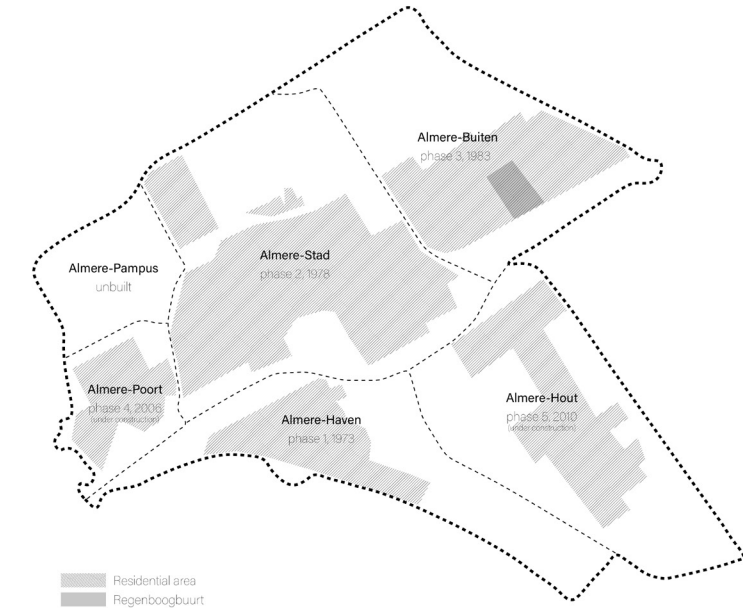 Almere-Buiten
phase 3, 1983
Almere-Stad
phase 2, 1978
Almere-Pampus
unbuilt
Almere-Poort
phase 4, 2006
(under construction)
Almere-Haven
phase 1, 1973
Almere-Hout
phase 5, 2010
(under construction)
Residential area
Regenboogbuurt